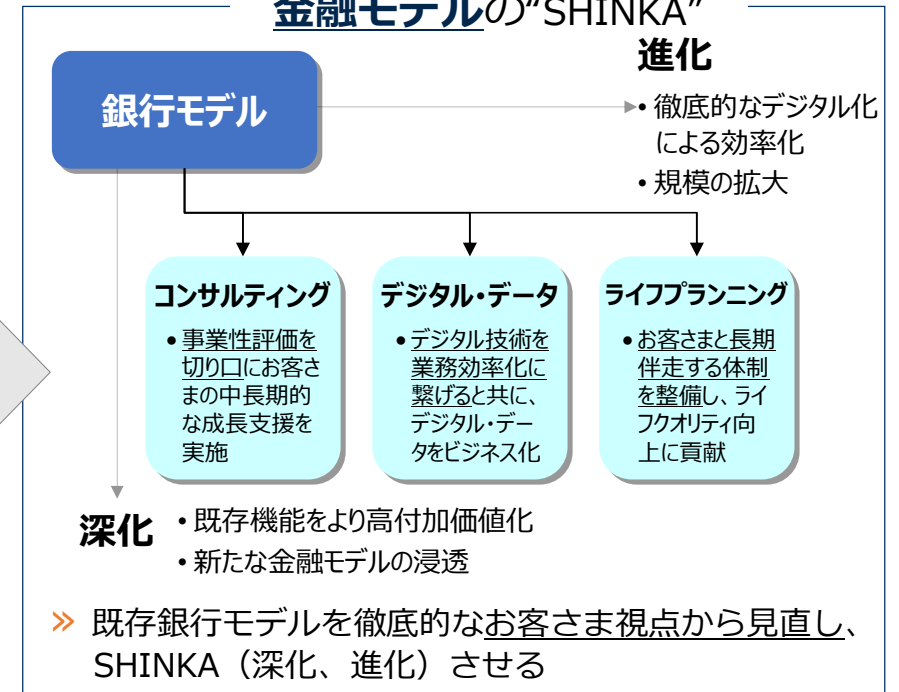 金融モデルの“SHINKA”
進化
銀行モデル
• 徹底的なデジタル化
による効率化
• 規模の拡大
コンサルティング
• 事業性評価を
切り口にお客さ
まの中長期的
な成長支援を
実施
デジタル・データ
• デジタル技術を
業務効率化に
繋げると共に、
デジタル・デー
タをビジネス化
ライフプランニング
• お客さまと長期
伴走する体制
を整備し、ライ
フクオリティ向
上に貢献
深化
• 既存機能をより高付加価値化
• 新たな金融モデルの浸透
» 既存銀行モデルを徹底的なお客さま視点から見直し、
SHINKA（深化、進化）させる